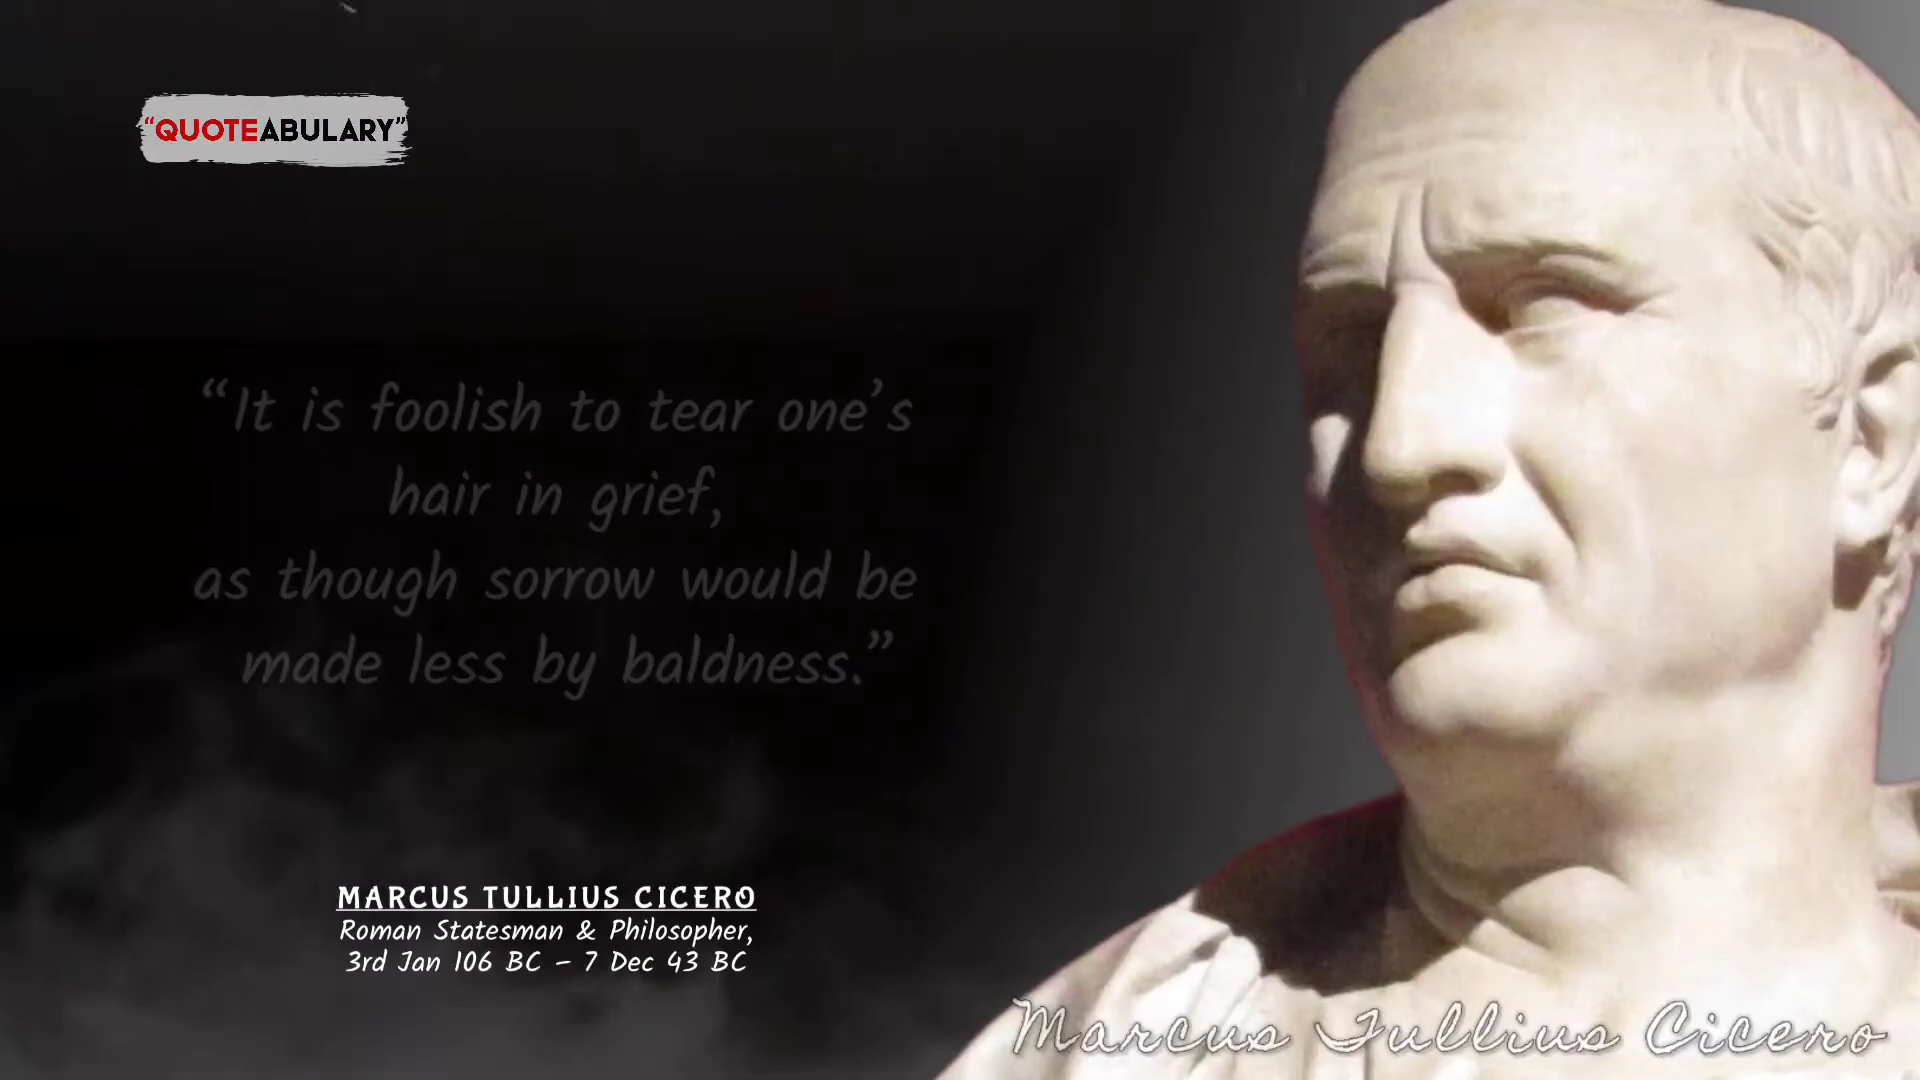 “QUOTEABULARY”
“It is foolish to tear one’s
hair in grief,
as though sorrow would be
made less by baldness.”
MARCUS TULLIUS CICERO
Roman Statesman & Philosopher,
3rd Jan 106 BC – 7 Dec 43 BC
Marcus Tullius Cicero